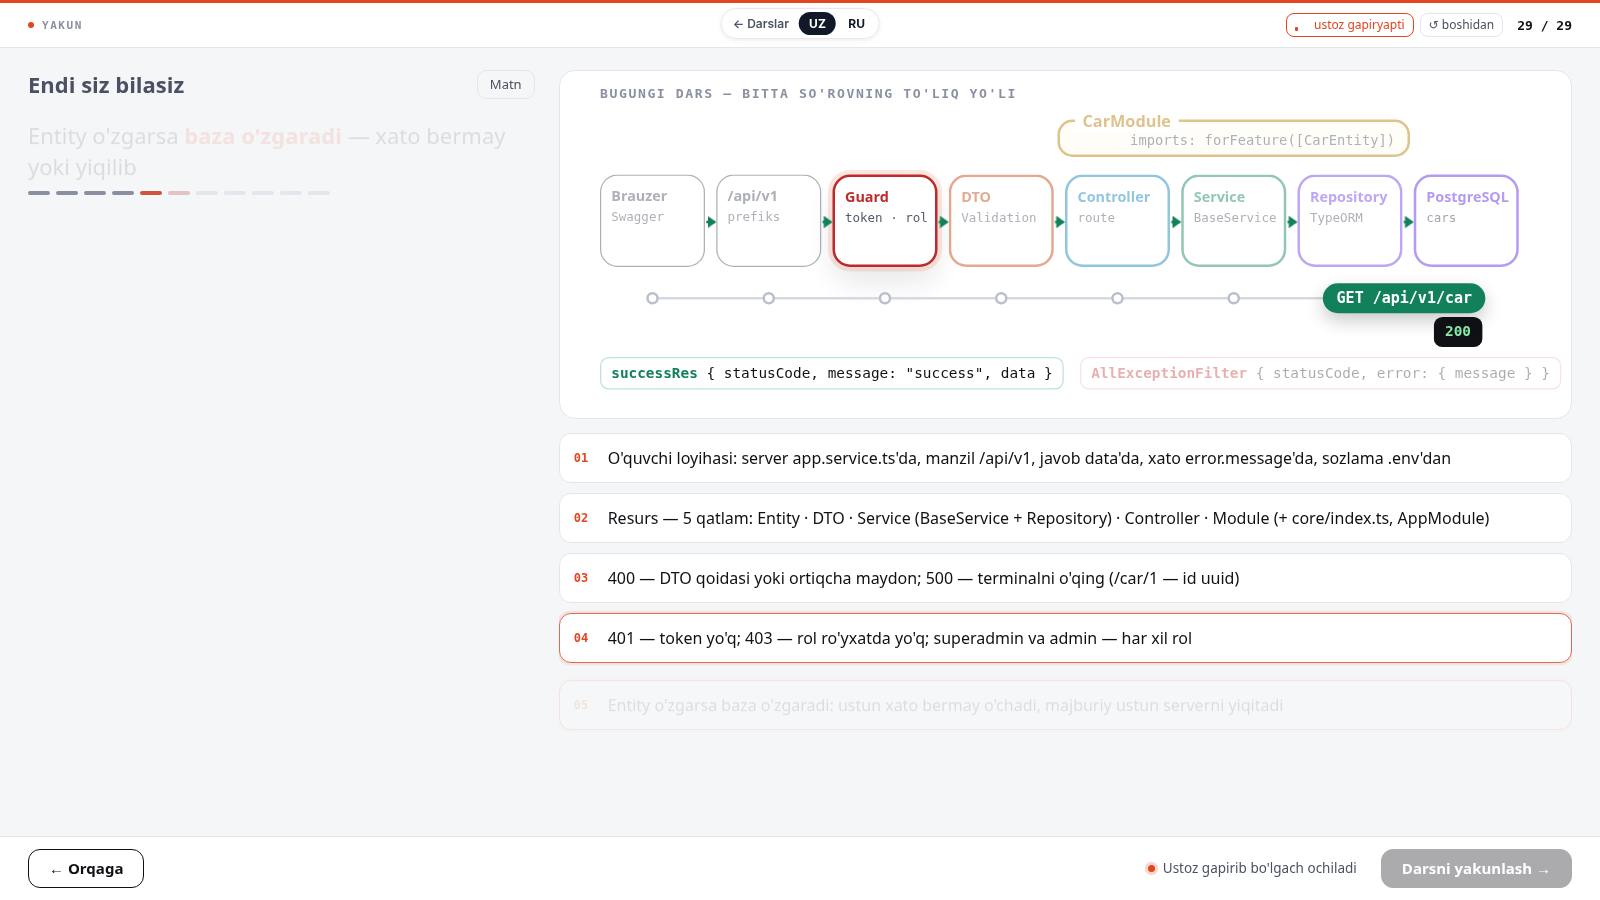 YAKUN
← Darslar UZ RU
ustoz gapiryapti
↺ boshidan
29 / 29
Endi siz bilasiz
Matn
Entity o'zgarsa baza o'zgaradi — xato bermay
yoki yiqilib
BUGUNGI DARS — BITTA SO'ROVNING TO'LIQ YO'LI
CarModule
imports: forFeature([CarEntity])
Brauzer
Swagger
/api/v1
prefiks
Guard
token · rol
DTO
Validation
Controller
route
Service
BaseService
Repository
TypeORM
PostgreSQL
cars
GET /api/v1/car
200
successRes { statusCode, message: "success", data }
AllExceptionFilter { statusCode, error: { message } }
01 O'quvchi loyihasi: server app.service.ts'da, manzil /api/v1, javob data'da, xato error.message'da, sozlama .env'dan
02 Resurs — 5 qatlam: Entity · DTO · Service (BaseService + Repository) · Controller · Module (+ core/index.ts, AppModule)
03 400 — DTO qoidasi yoki ortiqcha maydon; 500 — terminalni o'qing (/car/1 — id uuid)
04 401 — token yo'q; 403 — rol ro'yxatda yo'q; superadmin va admin — har xil rol
05 Entity o'zgarsa baza o'zgaradi: ustun xato bermay o'chadi, majburiy ustun serverni yiqitadi
← Orqaga
Ustoz gapirib bo'lgach ochiladi
Darsni yakunlash →